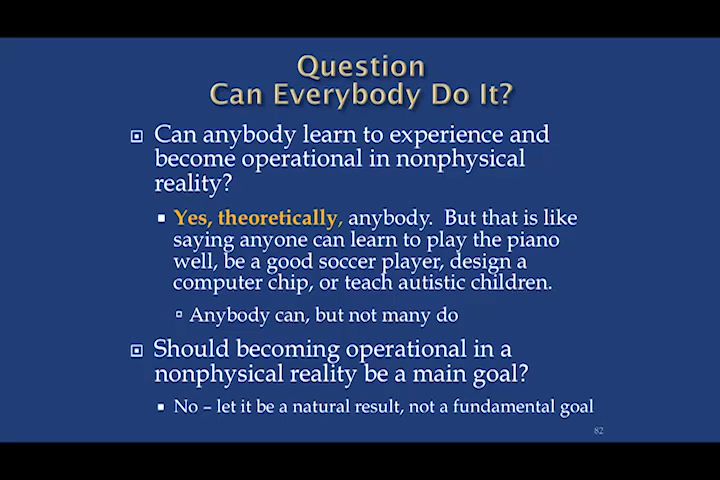 Question
Can Everybody Do It?
Can anybody learn to experience and
become operational in nonphysical
reality?
Yes, theoretically, anybody.  But that is like
saying anyone can learn to play the piano
well, be a good soccer player, design a
computer chip, or teach autistic children.
Anybody can, but not many do
Should becoming operational in a
nonphysical reality be a main goal?
No – let it be a natural result, not a fundamental goal
82